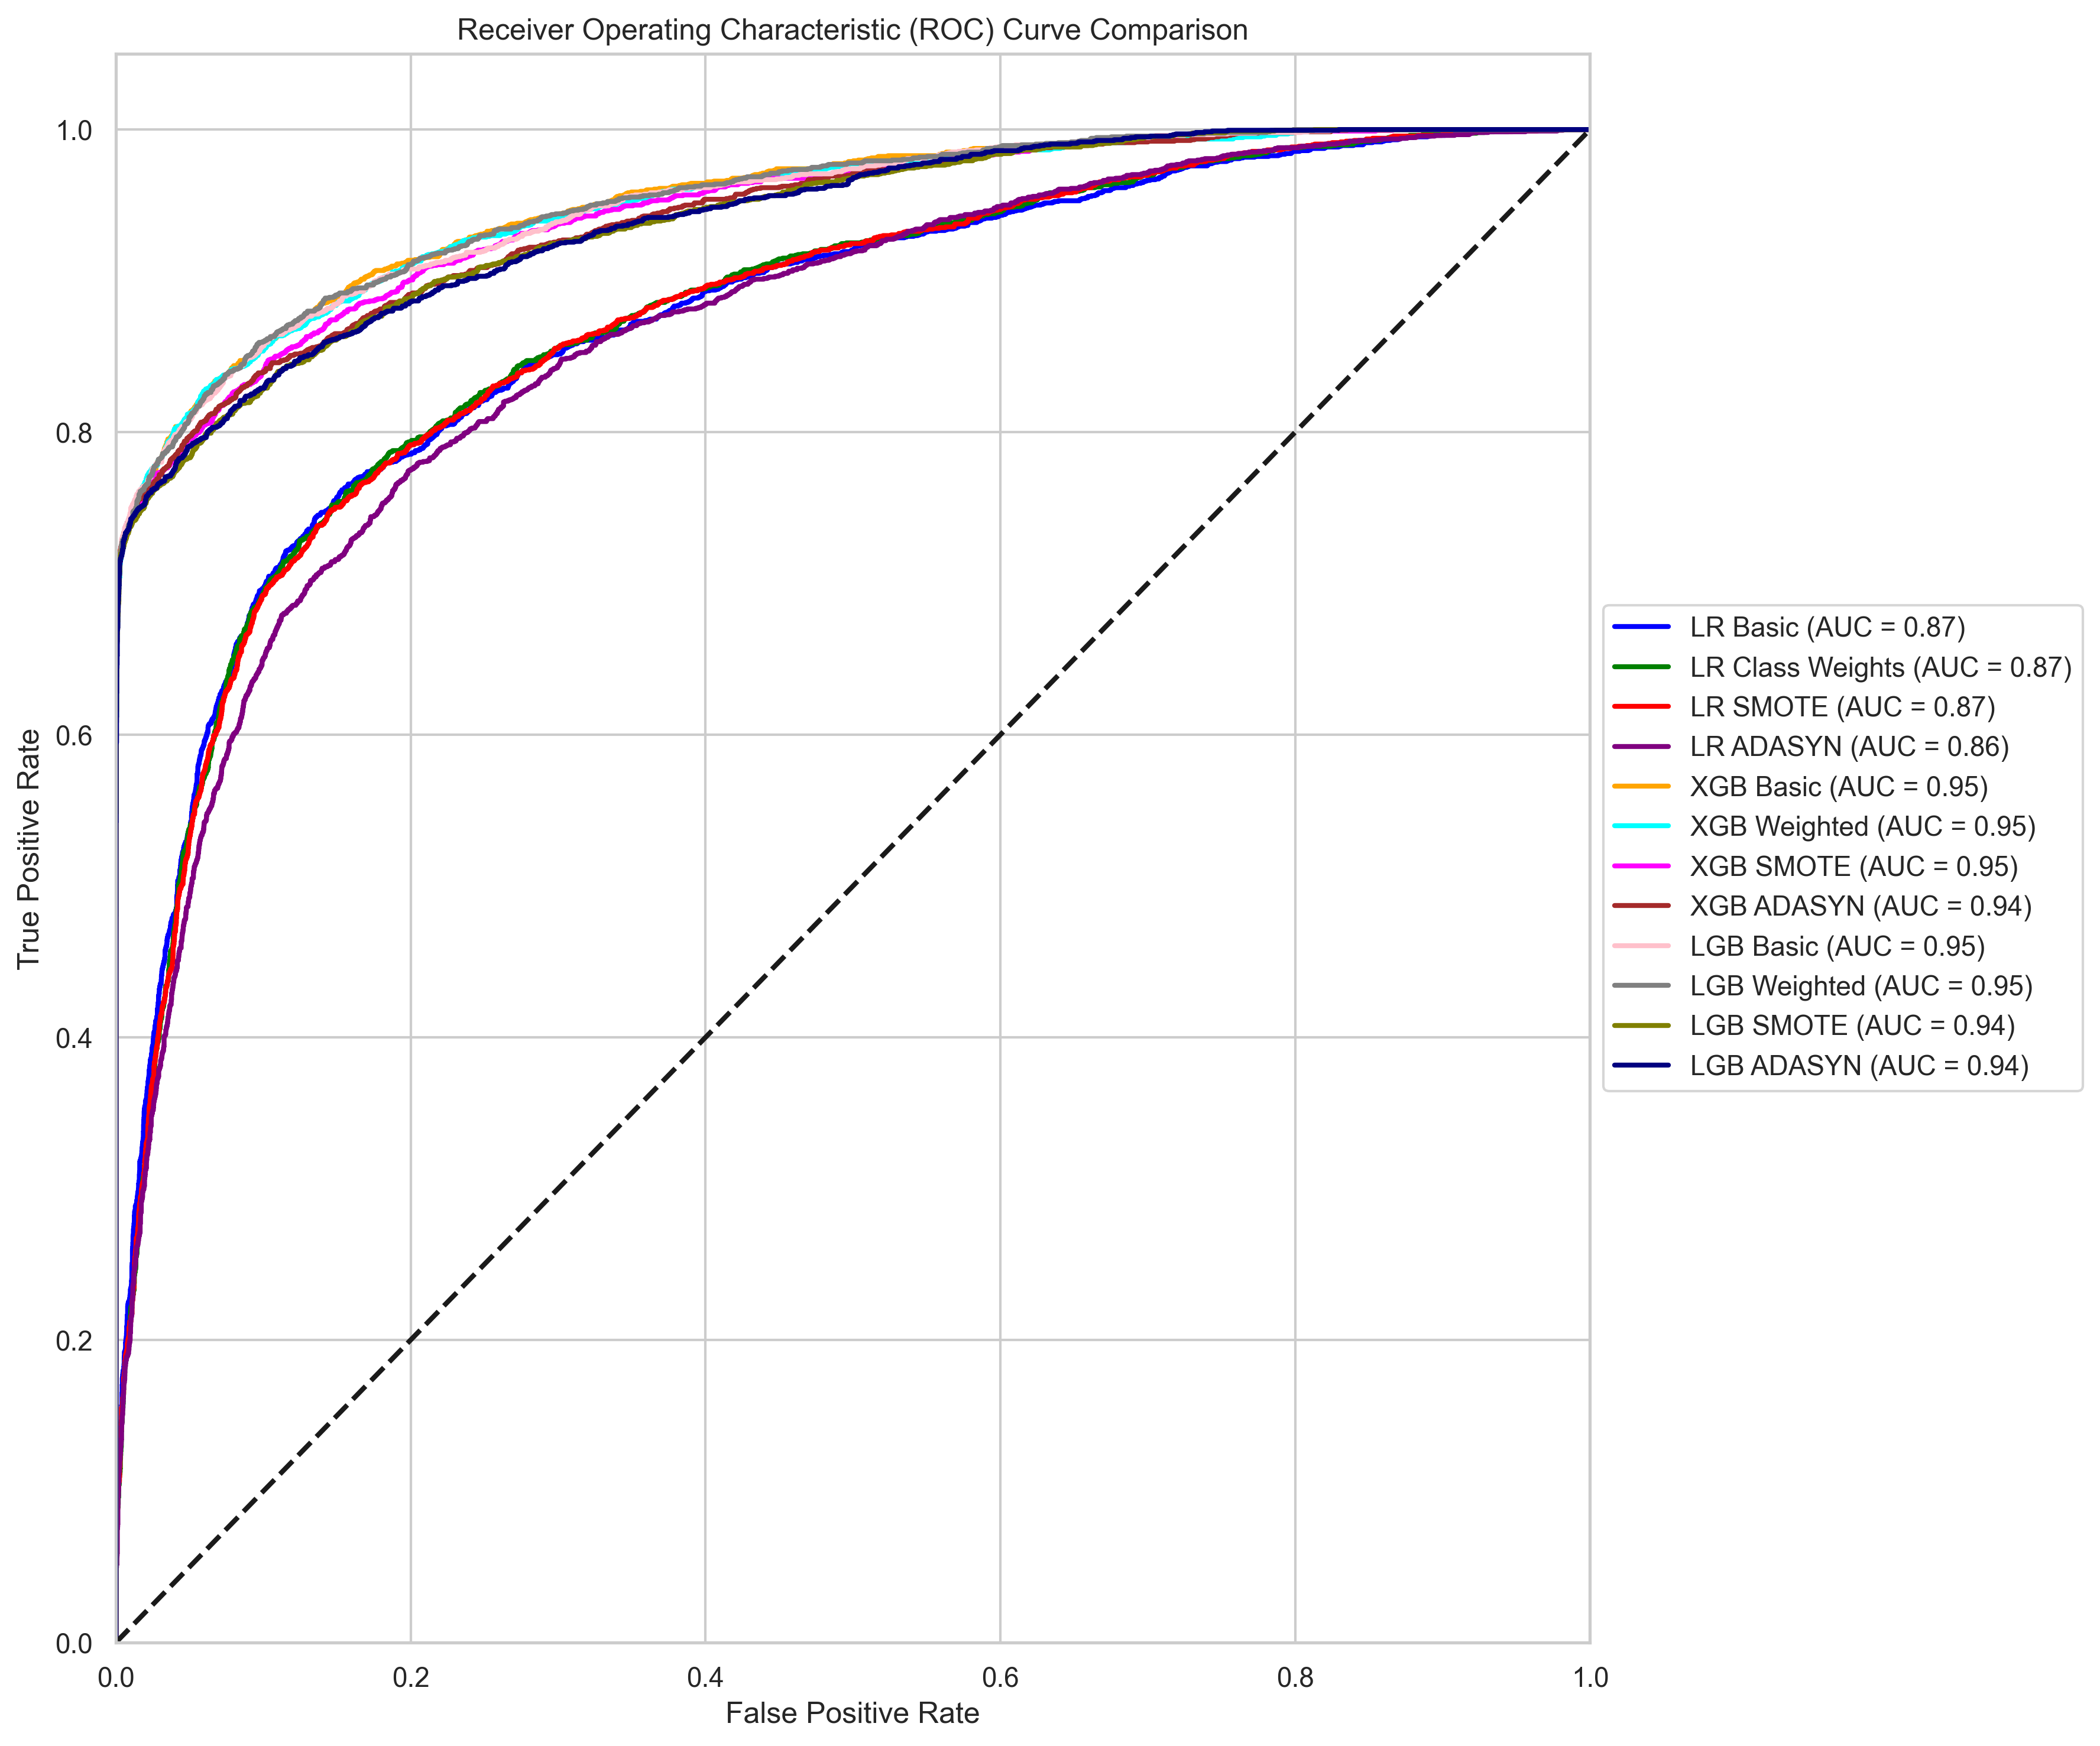 Receiver Operating Characteristic (ROC) Curve Comparison
1.0
0.8
0.6
0.4
0.2
0.0
True Positive Rate
0.0 0.2 0.4 0.6 0.8 1.0
False Positive Rate
LR Basic (AUC = 0.87)
LR Class Weights (AUC = 0.87)
LR SMOTE (AUC = 0.87)
LR ADASYN (AUC = 0.86)
XGB Basic (AUC = 0.95)
XGB Weighted (AUC = 0.95)
XGB SMOTE (AUC = 0.95)
XGB ADASYN (AUC = 0.94)
LGB Basic (AUC = 0.95)
LGB Weighted (AUC = 0.95)
LGB SMOTE (AUC = 0.94)
LGB ADASYN (AUC = 0.94)